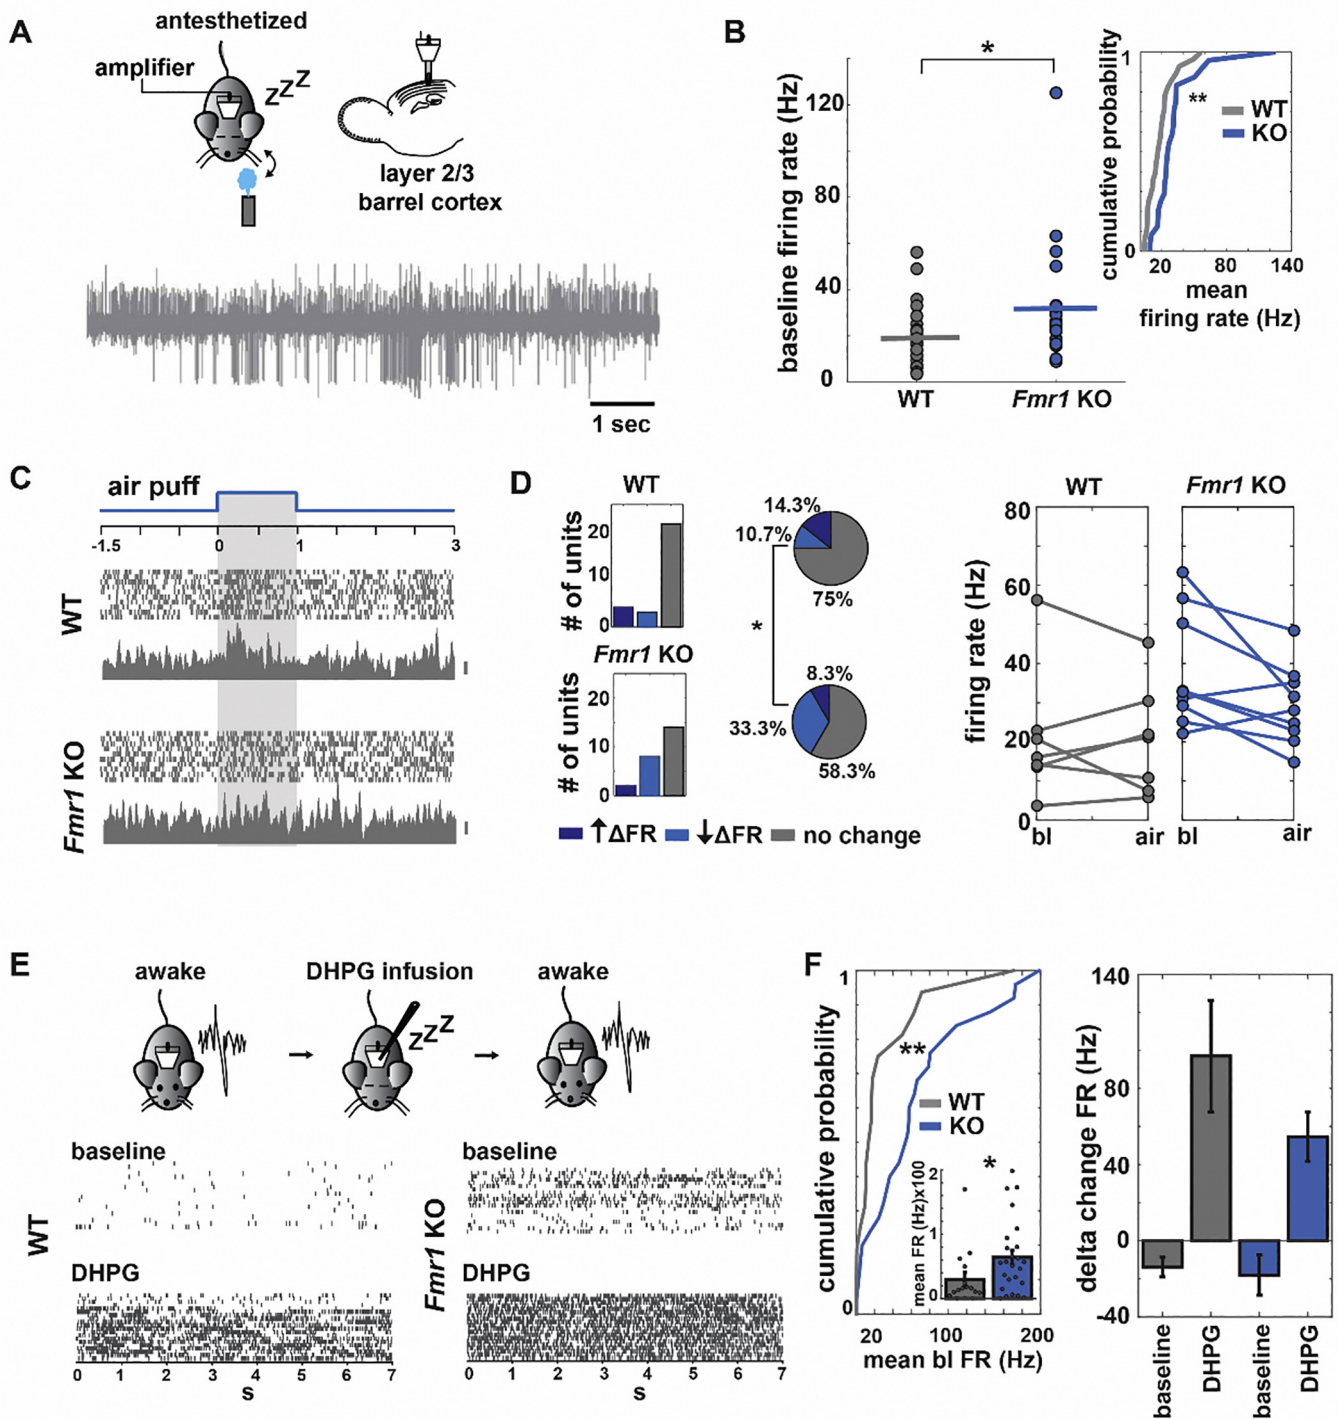 A
antesthetized
amplifier
zZZ
layer 2/3
barrel cortex
1 sec
B
baseline firing rate (Hz)
120
80
40
0
*
WT
Fmr1 KO
cumulative probability
1
0
**
WT
KO
20 80 140
mean
firing rate (Hz)
C
air puff
-1.5 0 1 3
WT
Fmr1 KO
D
WT
# of units
20
10
0
Fmr1 KO
# of units
20
10
0
14.3%
10.7%
75%
*
8.3%
33.3%
58.3%
↑ΔFR ↓ΔFR no change
WT Fmr1 KO
firing rate (Hz)
80
60
40
20
0
bl air bl air
E
awake DHPG infusion awake
zZZ
WT
baseline
DHPG
0 1 2 3 4 5 6 7
s
Fmr1 KO
baseline
DHPG
0 1 2 3 4 5 6 7
s
F
cumulative probability
1
0
**
WT
KO
mean FR (Hz)x100
2
1
0
*
20 100 200
mean bl FR (Hz)
delta change FR (Hz)
140
80
40
0
-40
baseline
DHPG
baseline
DHPG